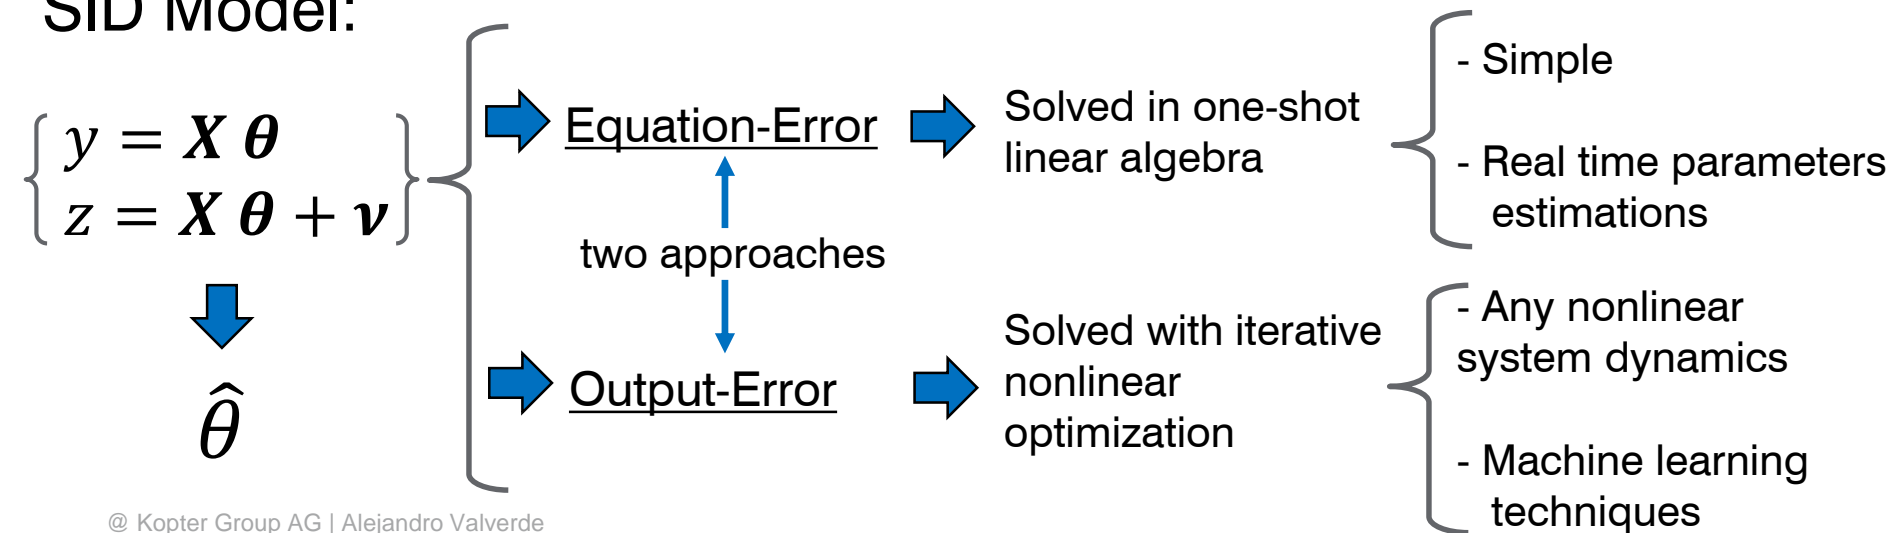 SID Model:
y = X θ
z = X θ + ν
θ̂
Equation-Error
two approaches
Output-Error
Solved in one-shot
linear algebra
Solved with iterative
nonlinear
optimization
- Simple
- Real time parameters
estimations
- Any nonlinear
system dynamics
- Machine learning
techniques
@ Kopter Group AG | Alejandro Valverde